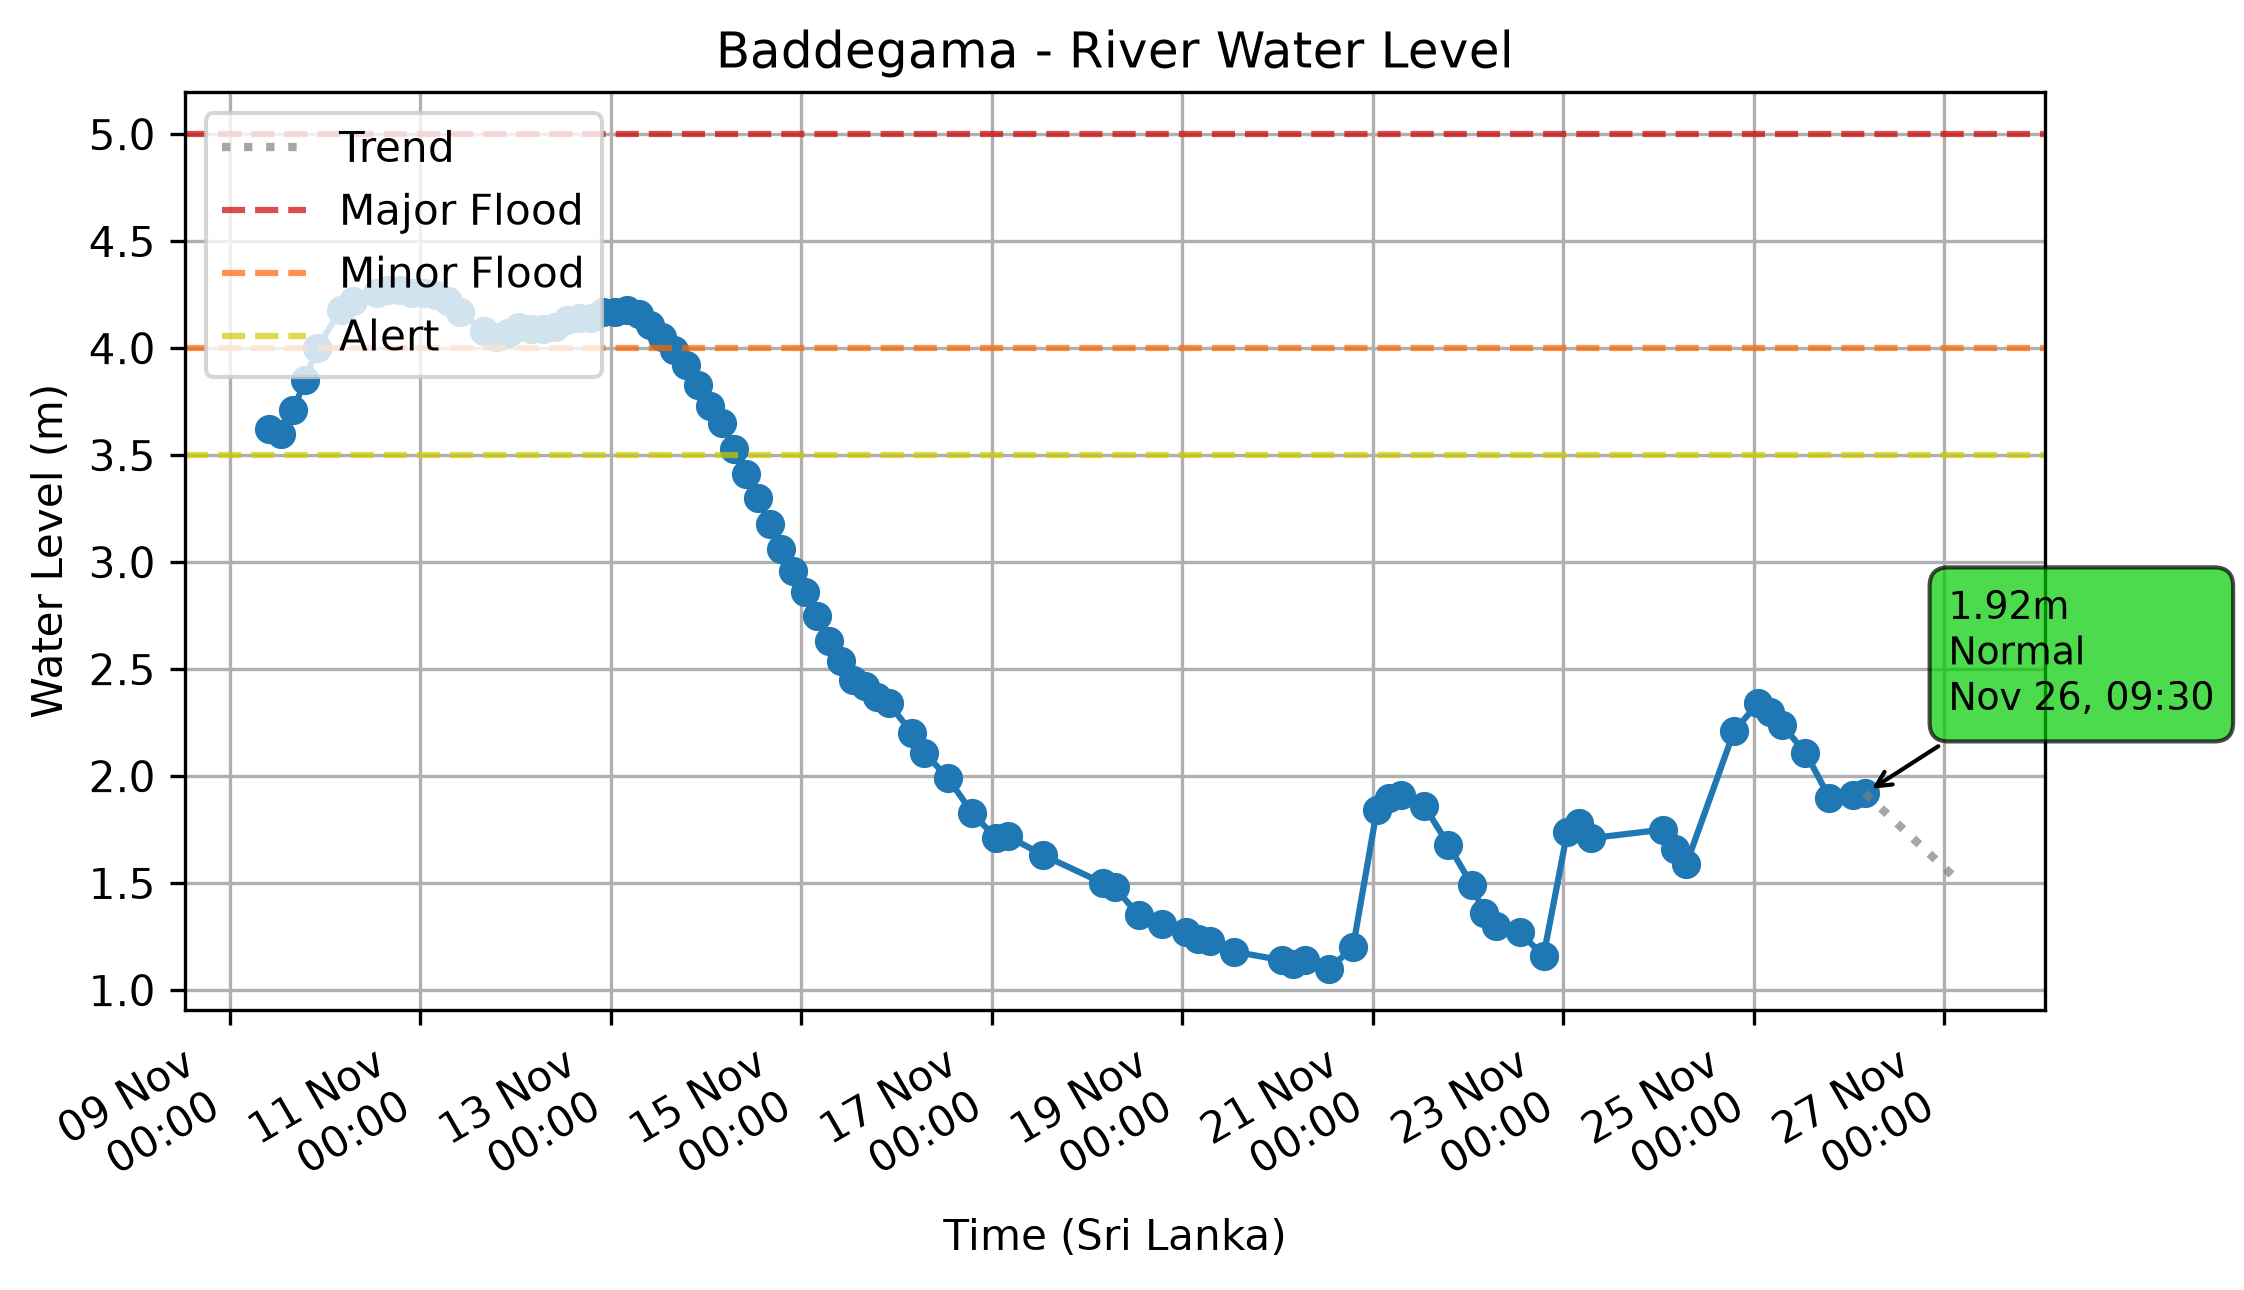 Baddegama - River Water Level
Water Level (m)
5.0
4.5
4.0
3.5
3.0
2.5
2.0
1.5
1.0
Trend
Major Flood
Minor Flood
Alert
1.92m
Normal
Nov 26, 09:30
09 Nov
00:00
11 Nov
00:00
13 Nov
00:00
15 Nov
00:00
17 Nov
00:00
19 Nov
00:00
21 Nov
00:00
23 Nov
00:00
25 Nov
00:00
27 Nov
00:00
Time (Sri Lanka)